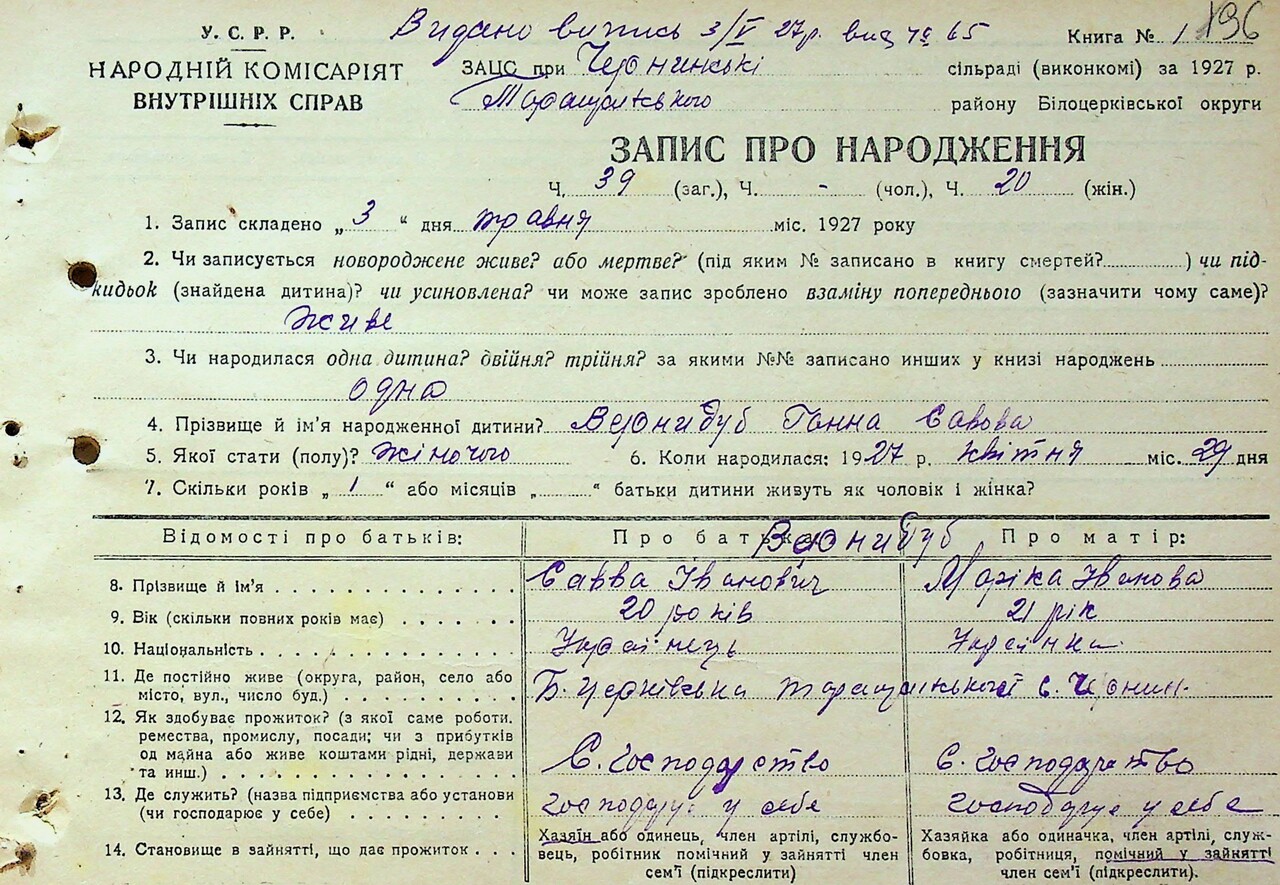 У. С. Р. Р.
Видано випись 3/V 27р. вид № 65
Книга № 1 196
НАРОДНІЙ КОМІСАРІЯТ
ВНУТРІШНІХ СПРАВ
ЗАЦС при Чернинські сільраді (виконкомі) за 1927 р.
Таращанського району Білоцерківської округи
ЗАПИС ПРО НАРОДЖЕННЯ
Ч. 39 (заг.), Ч. - (чол.), Ч. 20 (жін.)
1. Запис складено „ 3 “ дня травня міс. 1927 року
2. Чи записується новороджене живе? або мертве? (під яким № записано в книгу смертей? ) чи під-
кидьок (знайдена дитина)? чи усиновлена? чи може запис зроблено взаміну попереднього (зазначити чому саме)?
живе
3. Чи народилася одна дитина? двійня? трійня? за якими №№ записано инших у книзі народжень
одна
4. Прізвище й ім'я народженної дитини? Вернидуб Ганна Савова
5. Якої стати (полу)? жіночого 6. Коли народилася: 1927 р. квітня міс. 29 дня
7. Скільки років „ 1 “ або місяців „ “ батьки дитини живуть як чоловік і жінка?
Відомості про батьків: Про батька Вернидуб Про матір:
8. Прізвище й ім'я Савва Іванович Маріка Іванова
9. Вік (скільки повних років має) 20 років 21 рік
10. Національність Українець Українка
11. Де постійно живе (округа, район, село або
місто, вул., число буд.) Б. Церківська Таращанської с. Чернин.
12. Як здобуває прожиток? (з якої саме роботи.
ремества, промислу, посади; чи з прибутків
од майна або живе коштами рідні, держави
та инш.) С. Господарство С. Господарство
13. Де служить? (назва підприємства або установи
(чи господарює у себе) Господарує у себе Господарує у себе
14. Становище в зайнятті, що дає прожиток
Хазяїн або одинець, член артілі, службо-
вець, робітник помічний у зайнятті член
сем'ї (підкреслити)
Хазяйка або одиначка, член артілі, служ-
бовка, робітниця, помічний у зайнятті
член сем'ї (підкреслити).